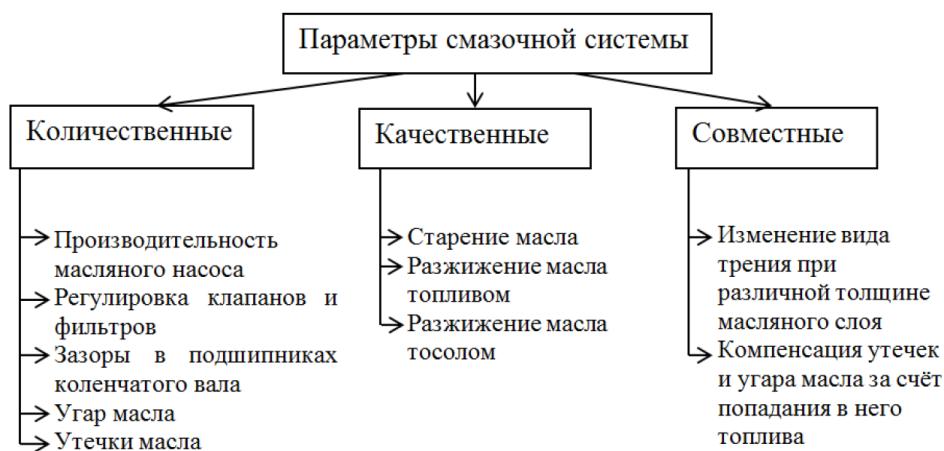 Параметры смазочной системы
Количественные
Производительность
масляного насоса
Регулировка клапанов и
фильтров
Зазоры в подшипниках
коленчатого вала
Угар масла
Утечки масла
Качественные
Старение масла
Разжижение масла
топливом
Разжижение масла
тосолом
Совместные
Изменение вида
трения при
различной толщине
масляного слоя
Компенсация утечек
и угара масла за счёт
попадания в него
топлива